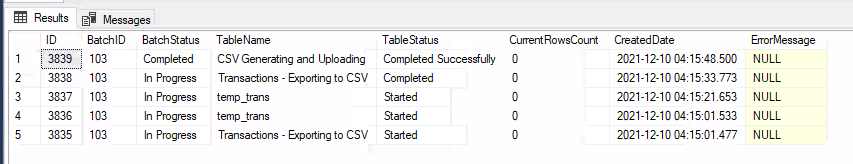 Results Messages
ID BatchID BatchStatus TableName TableStatus CurrentRowsCount CreatedDate ErrorMessage
1 3839 103 Completed CSV Generating and Uploading Completed Successfully 0 2021-12-10 04:15:48.500 NULL
2 3838 103 In Progress Transactions - Exporting to CSV Completed 0 2021-12-10 04:15:33.773 NULL
3 3837 103 In Progress temp_trans Started 0 2021-12-10 04:15:21.653 NULL
4 3836 103 In Progress temp_trans Started 0 2021-12-10 04:15:01.533 NULL
5 3835 103 In Progress Transactions - Exporting to CSV Started 0 2021-12-10 04:15:01.477 NULL